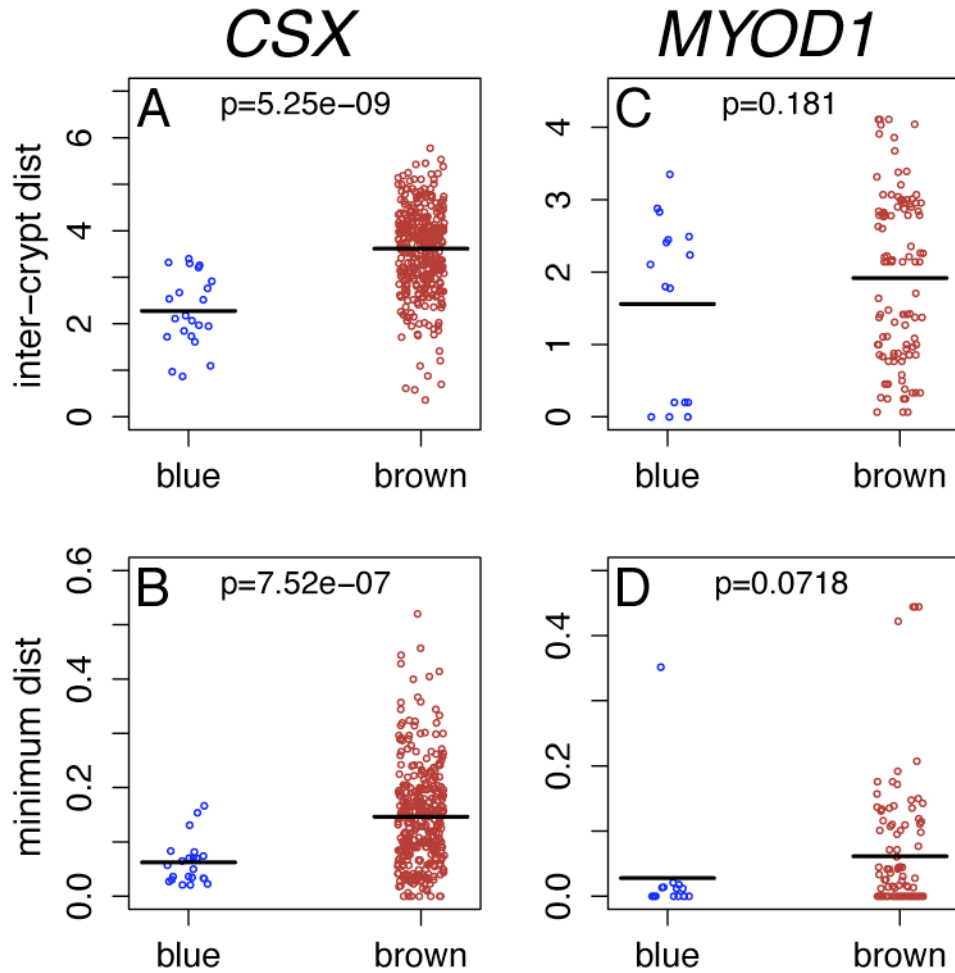 CSX
MYOD1
A
p=5.25e−09
inter−crypt dist
0
2
4
6
blue
brown
C
p=0.181
0
1
2
3
4
blue
brown
B
p=7.52e−07
minimum dist
0.0
0.2
0.4
0.6
blue
brown
D
p=0.0718
0.0
0.2
0.4
blue
brown